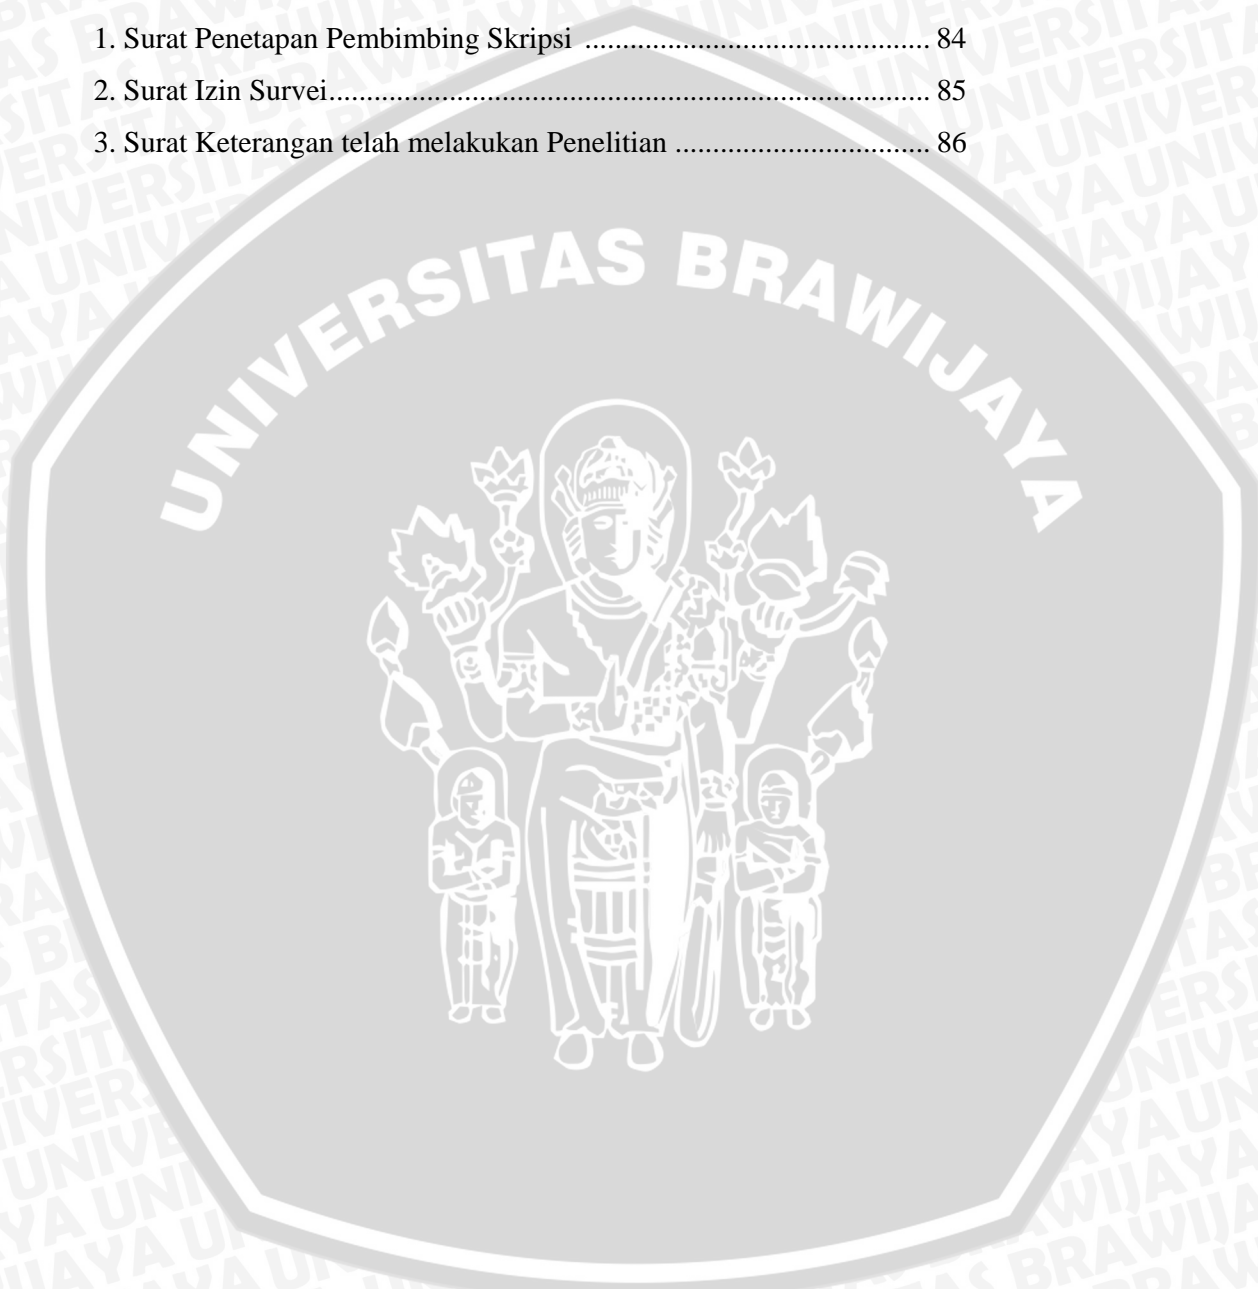 1. Surat Penetapan Pembimbing Skripsi .............................................. 84
2. Surat Izin Survei................................................................................ 85
3. Surat Keterangan telah melakukan Penelitian .................................. 86
UNIVERSITAS BRAWIJAYA